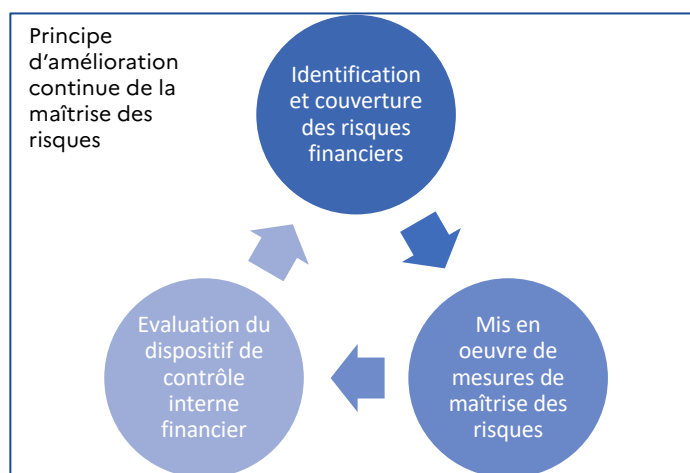 Principe
d’amélioration
continue de la
maîtrise des
risques
Identification
et couverture
des risques
financiers
Mis en
oeuvre de
mesures de
maîtrise des
risques
Evaluation du
dispositif de
contrôle
interne
financier